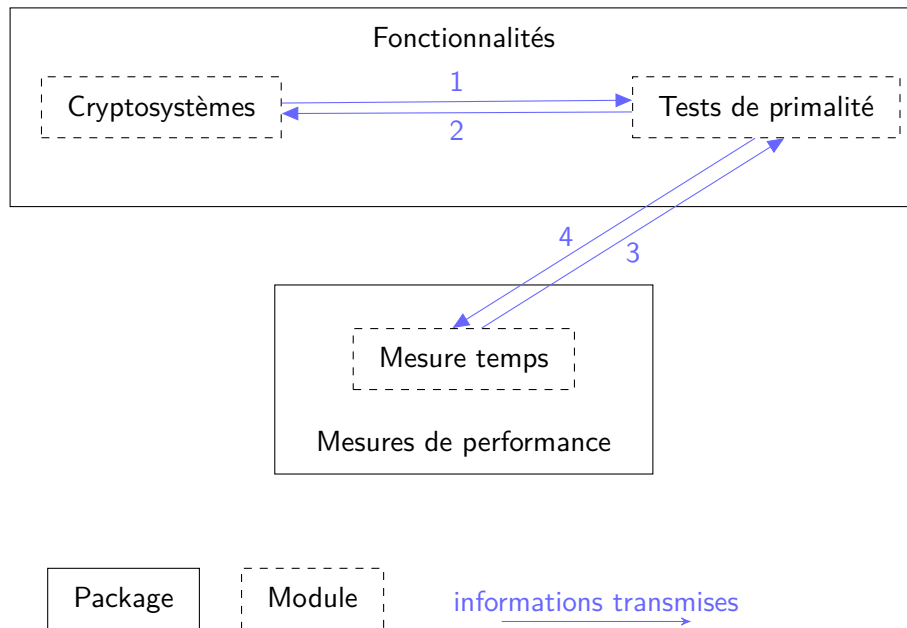 Fonctionnalités
Cryptosystèmes
1
2
Tests de primalité
4
3
Mesure temps
Mesures de performance
Package
Module
informations transmises